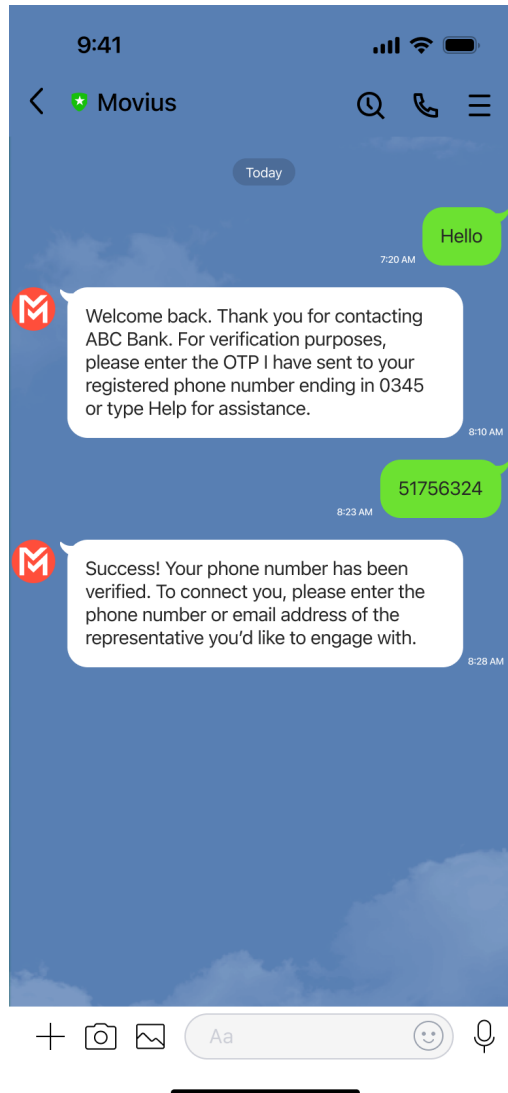 9:41
Movius
Today
Hello
7:20 AM
Welcome back. Thank you for contacting
ABC Bank. For verification purposes,
please enter the OTP I have sent to your
registered phone number ending in 0345
or type Help for assistance.
8:10 AM
51756324
8:23 AM
Success! Your phone number has been
verified. To connect you, please enter the
phone number or email address of the
representative you’d like to engage with.
8:28 AM
Aa